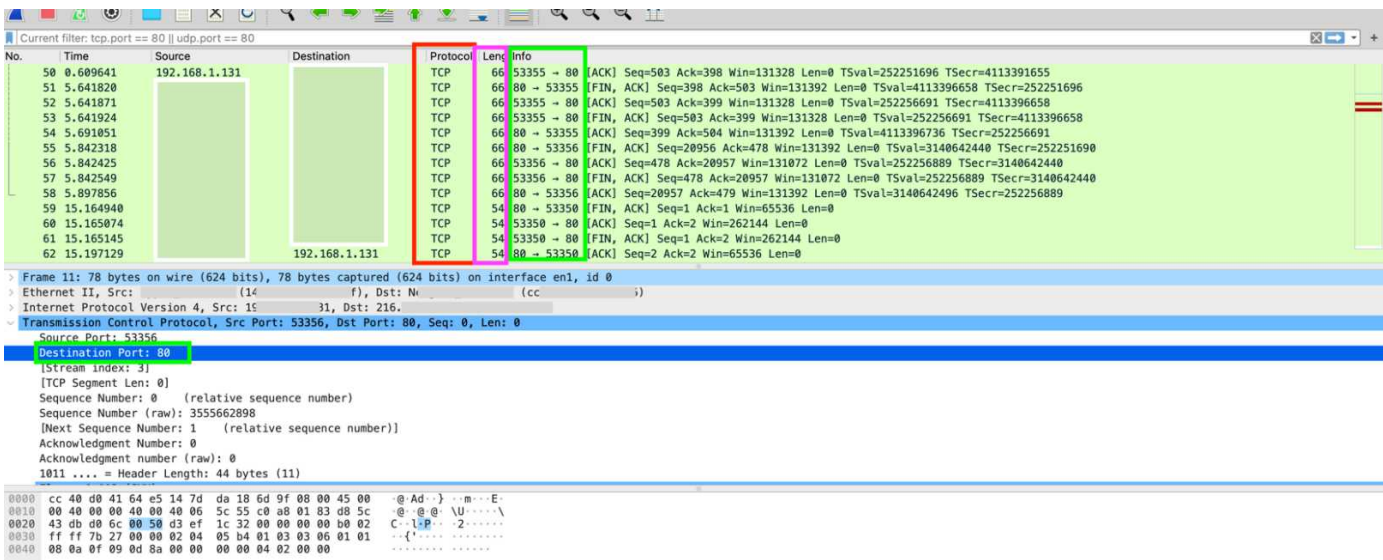 Current filter: tcp.port == 80 || udp.port == 80
No. Time Source Destination Protocol Leng Info
50 0.609641 192.168.1.131 TCP 66 53355 → 80 [ACK] Seq=503 Ack=398 Win=131328 Len=0 TSval=252251696 TSecr=4113391655
51 5.641820 TCP 66 80 → 53355 [FIN, ACK] Seq=398 Ack=503 Win=131392 Len=0 TSval=4113396658 TSecr=252251696
52 5.641871 TCP 66 53355 → 80 [ACK] Seq=503 Ack=399 Win=131328 Len=0 TSval=252256691 TSecr=4113396658
53 5.641924 TCP 66 53355 → 80 [FIN, ACK] Seq=503 Ack=399 Win=131328 Len=0 TSval=252256691 TSecr=4113396658
54 5.691051 TCP 66 80 → 53355 [ACK] Seq=399 Ack=504 Win=131392 Len=0 TSval=4113396736 TSecr=252256691
55 5.842318 TCP 66 80 → 53356 [FIN, ACK] Seq=20956 Ack=478 Win=131392 Len=0 TSval=3140642440 TSecr=252251690
56 5.842425 TCP 66 53356 → 80 [ACK] Seq=478 Ack=20957 Win=131072 Len=0 TSval=252256889 TSecr=3140642440
57 5.842549 TCP 66 53356 → 80 [FIN, ACK] Seq=478 Ack=20957 Win=131072 Len=0 TSval=252256889 TSecr=3140642440
58 5.897856 TCP 66 80 → 53356 [ACK] Seq=20957 Ack=479 Win=131392 Len=0 TSval=3140642496 TSecr=252256889
59 15.164940 TCP 54 80 → 53350 [FIN, ACK] Seq=1 Ack=1 Win=65536 Len=0
60 15.165074 TCP 54 53350 → 80 [ACK] Seq=1 Ack=2 Win=262144 Len=0
61 15.165145 TCP 54 53350 → 80 [FIN, ACK] Seq=1 Ack=2 Win=262144 Len=0
62 15.197129 192.168.1.131 TCP 54 80 → 53350 [ACK] Seq=2 Ack=2 Win=65536 Len=0
Frame 11: 78 bytes on wire (624 bits), 78 bytes captured (624 bits) on interface en1, id 0
Ethernet II, Src: (14 f), Dst: (cc )
Internet Protocol Version 4, Src: 19 31, Dst: 216.
Transmission Control Protocol, Src Port: 53356, Dst Port: 80, Seq: 0, Len: 0
Source Port: 53356
Destination Port: 80
[Stream index: 3]
[TCP Segment Len: 0]
Sequence Number: 0 (relative sequence number)
Sequence Number (raw): 3555662898
[Next Sequence Number: 1 (relative sequence number)]
Acknowledgment Number: 0
Acknowledgment number (raw): 0
1011 .... = Header Length: 44 bytes (11)
0000 cc 40 d0 41 64 e5 14 7d da 18 6d 9f 08 00 45 00 ·@·Ad··} ··m···E·
0010 00 40 00 00 40 00 40 06 5c 55 c0 a8 01 83 d8 5c ·@··@·@· \U·····\
0020 43 db d0 6c 00 50 d3 ef 1c 32 00 00 00 00 b0 02 C··l·P·· ·2······
0030 ff ff 7b 27 00 00 02 04 05 b4 01 03 03 06 01 01 ··{'···· ········
0040 08 0a 0f 09 0d 8a 00 00 00 00 04 02 00 00 ········ ······